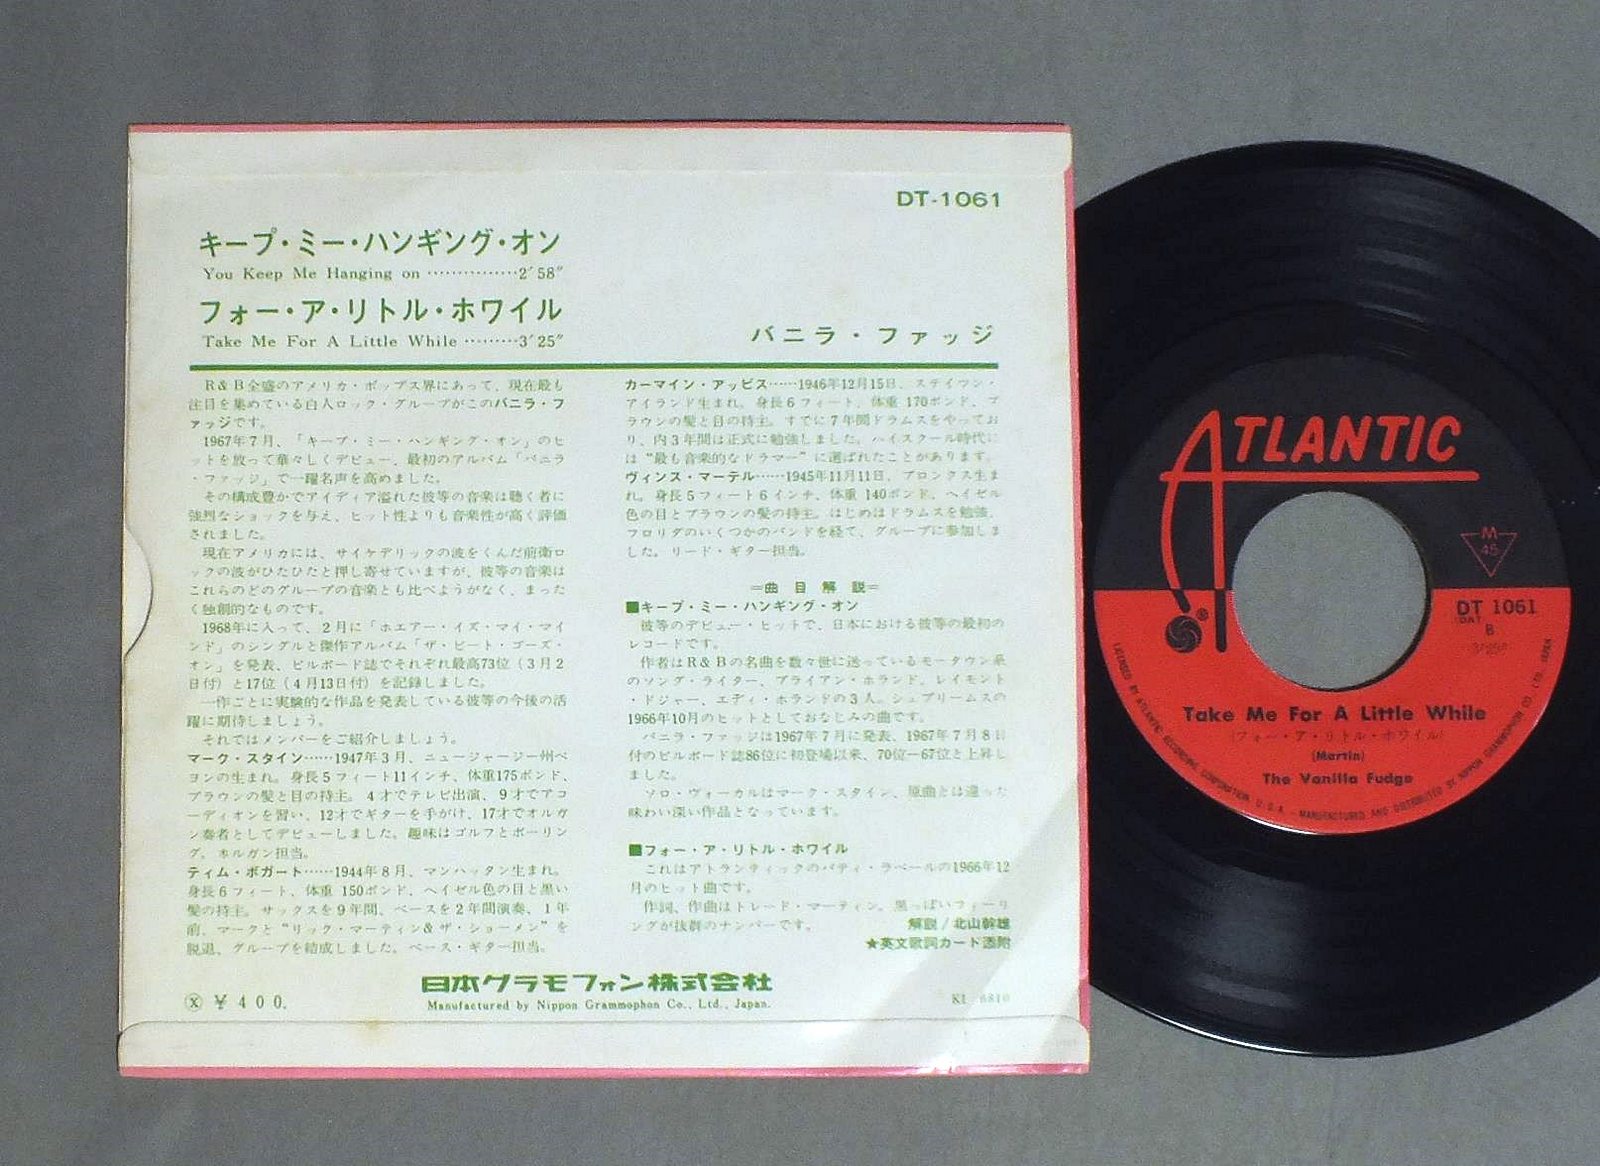 DT-1061
キープ・ミー・ハンギング・オン
You Keep Me Hanging on ……………2′58″
フォー・ア・リトル・ホワイル
Take Me For A Little While ………3′25″
バニラ・ファッジ
R&B全盛のアメリカ・ポップス界にあって、現在最も
注目を集めている白人ロック・グループがこのバニラ・フ
ァッジです。
1967年7月、「キープ・ミー・ハンギング・オン」のヒ
ットを放って華々しくデビュー、最初のアルバム「バニラ
・ファッジ」で一躍名声を高めました。
その構成豊かでアイディア溢れた彼等の音楽は聴く者に
強烈なショックを与え、ヒット性よりも音楽性が高く評価
されました。
現在アメリカには、サイケデリックの波をくんだ前衛ロ
ックの波がひたひたと押し寄せていますが、彼等の音楽は
これらのどのグループの音楽とも比べようがなく、まった
く独創的なものです。
1968年に入って、2月に「ホエアー・イズ・マイ・マイ
ンド」のシングルと傑作アルバム「ザ・ビート・ゴーズ・
オン」を発表、ビルボード誌でそれぞれ最高73位（3月2
日付）と17位（4月13日付）を記録しました。
一作ごとに実験的な作品を発表している彼等の今後の活
躍に期待しましょう。
それではメンバーをご紹介しましょう。
マーク・スタイン……1947年3月、ニュージャージー州ベ
ヨンの生まれ。身長5フィート11インチ、体重175ポンド、
ブラウンの髪と目の持主。4才でテレビ出演、9才でアコ
ーディオンを習い、12才でギターを手がけ、17才でオルガ
ン奏者としてデビューしました。趣味はゴルフとボーリン
グ。オルガン担当。
ティム・ボガート……1944年8月、マンハッタン生まれ。
身長6フィート、体重 150ポンド、ヘイゼル色の目と黒い
髪の持主。サックスを9年間、ベースを2年間演奏、1年
前、マークと“リック・マーティン&ザ・ショーメン”を
脱退、グループを結成しました。ベース・ギター担当。
カーマイン・アッピス……1946年12月15日、ステイツン・
アイランド生まれ。身長6フィート、体重 170ポンド、ブ
ラウンの髪と目の持主。すでに7年間ドラムスをやってお
り、内3年間は正式に勉強しました。ハイスクール時代に
は“最も音楽的なドラマー”に選ばれたことがあります。
ヴィンス・マーテル……1945年11月11日、ブロンクス生ま
れ。身長5フィート6インチ、体重 140ポンド、ヘイゼル
色の目とブラウンの髪の持主。はじめはドラムスを勉強、
フロリダのいくつかのバンドを経て、グループに参加しま
した。リード・ギター担当。
＝曲目解説＝
■キープ・ミー・ハンギング・オン
彼等のデビュー・ヒットで、日本における彼等の最初の
レコードです。
作者はR&Bの名曲を数々世に送っているモータウン系
のソング・ライター、ブライアン・ホランド、レイモント
・ドジャー、エディ・ホランドの3人。シュプリームスの
1966年10月のヒットとしておなじみの曲です。
バニラ・ファッジは1967年7月に発表、1967年7月8日
付のビルボード誌86位に初登場以来、70位―67位と上昇し
ました。
ソロ・ヴォーカルはマーク・スタイン、原曲とは違った
味わい深い作品となっています。
■フォー・ア・リトル・ホワイル
これはアトランティックのパティ・ラベールの1966年12
月のヒット曲です。
作詞、作曲はトレード・マーティン。黒っぽいフィーリ
ングが抜群のナンバーです。
解説/北山幹雄
★英文歌詞カード添附
日本グラモフォン株式会社
Manufactured by Nippon Grammophon Co., Ltd., Japan.
Ⓧ ￥400.
KI 6810
ATLANTIC
®
M
45
DT 1061
B
Take Me For A Little While
(フォー・ア・リトル・ホワイル)
(Martin)
The Vanilla Fudge
LICENSED BY ATLANTIC RECORDING CORPORATION, U.S.A. - MANUFACTURED AND DISTRIBUTED BY NIPPON GRAMMOPHON CO. LTD., JAPAN